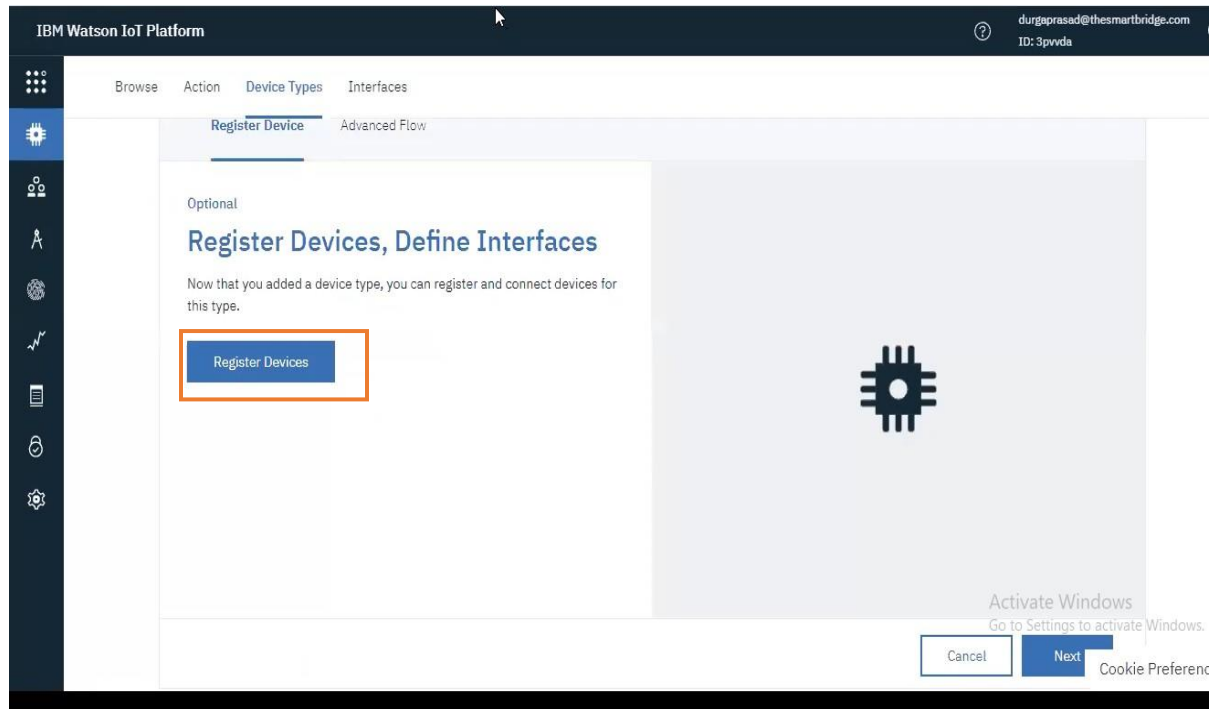 IBM Watson IoT Platform
durgaprasad@thesmartbridge.com
ID: 3pvvda
Browse Action Device Types Interfaces
Register Device Advanced Flow
Optional
Register Devices, Define Interfaces
Now that you added a device type, you can register and connect devices for
this type.
Register Devices
Activate Windows
Go to Settings to activate Windows.
Cancel Next
Cookie Preferenc